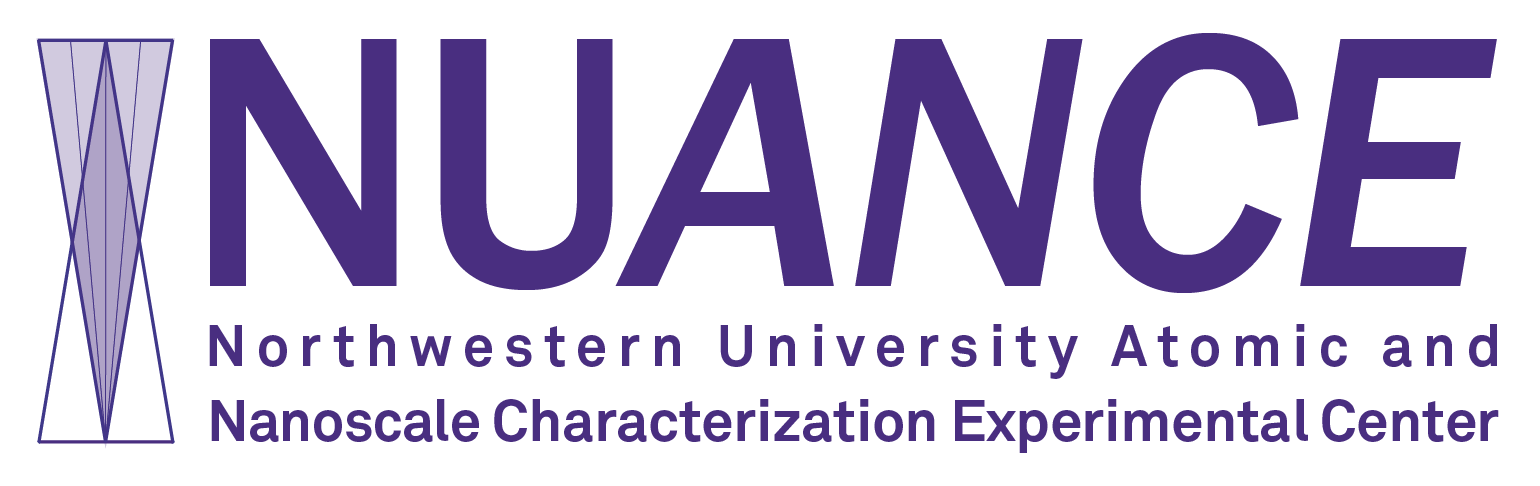 NUANCE
Northwestern University Atomic and
Nanoscale Characterization Experimental Center